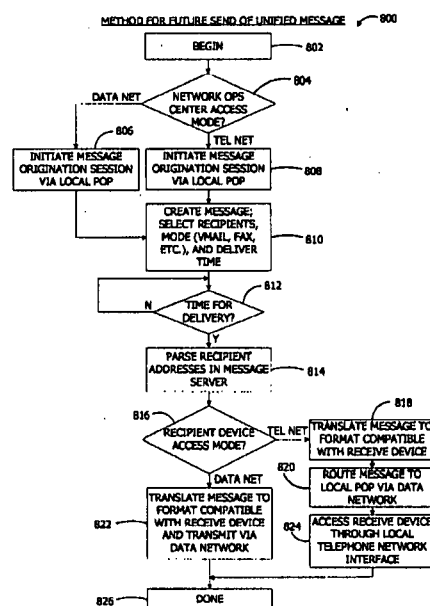 METHOD FOR FUTURE SEND OF UNIFIED MESSAGE
800
BEGIN
802
NETWORK OPS
CENTER ACCESS
MODE?
804
DATA NET
TEL NET
806
INITIATE MESSAGE
ORIGINATION SESSION
VIA LOCAL POP
INITIATE MESSAGE
ORIGINATION SESSION
VIA LOCAL POP
808
CREATE MESSAGE;
SELECT RECIPIENTS,
MODE (VMAIL, FAX,
ETC.), AND DELIVER
TIME
810
812
N
TIME FOR
DELIVERY?
Y
PARSE RECIPIENT
ADDRESSES IN MESSAGE
SERVER
814
816
RECIPIENT DEVICE
ACCESS MODE?
TEL NET
DATA NET
818
TRANSLATE MESSAGE TO
FORMAT COMPATIBLE
WITH RECEIVE DEVICE
820
ROUTE MESSAGE TO
LOCAL POP VIA DATA
NETWORK
822
TRANSLATE MESSAGE TO
FORMAT COMPATIBLE
WITH RECEIVE DEVICE
AND TRANSMIT VIA
DATA NETWORK
824
ACCESS RECEIVE DEVICE
THROUGH LOCAL
TELEPHONE NETWORK
INTERFACE
826
DONE